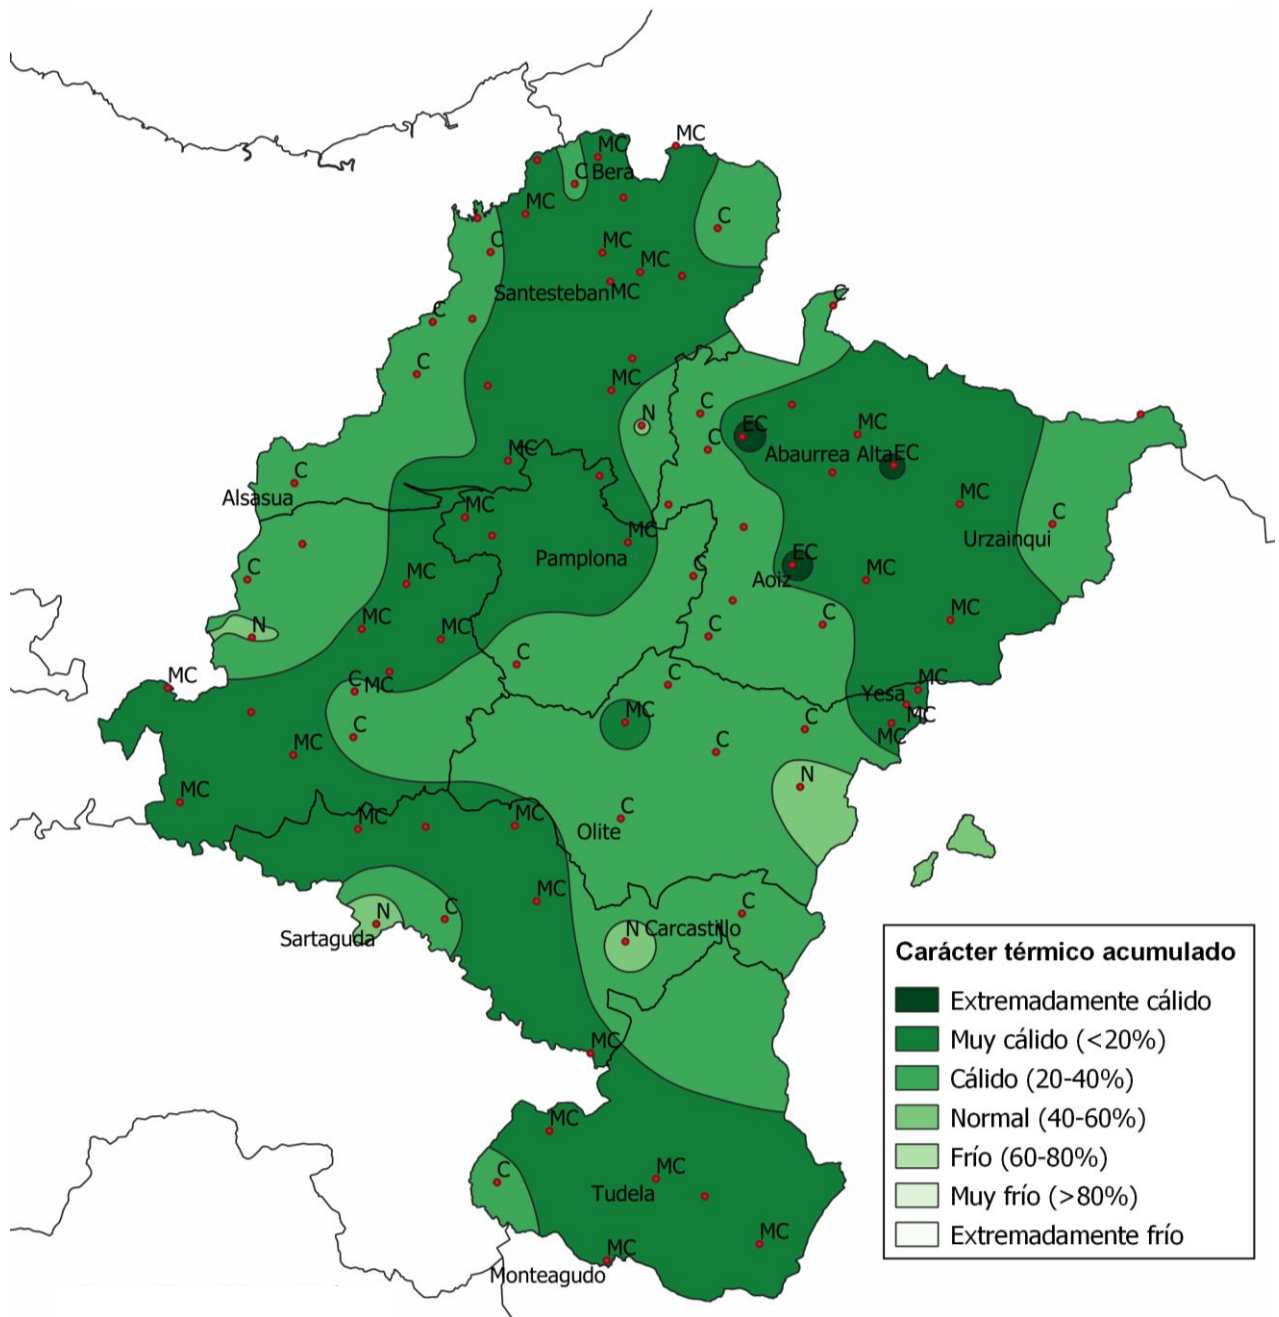 MC
MC
C Bera
MC
C
C
MC
MC
Santesteban MC
C
C
C
MC
C
N
EC
MC
C
Abaurrea Alta EC
MC
C
Alsasua
MC
MC
C
Urzainqui
MC
Pamplona
EC
C
Aoiz
MC
MC
C
MC
N
MC
MC
C
C
C
C
MC
C
MC
MC
Yesa
MC
C
MC
C
MC
C
MC
N
MC
MC
MC
C
Olite
MC
N
C
C
Sartaguda
N Carcastillo
Carácter térmico acumulado
Extremadamente cálido
Muy cálido (<20%)
Cálido (20-40%)
Normal (40-60%)
Frío (60-80%)
Muy frío (>80%)
Extremadamente frío
MC
MC
C
MC
Tudela
MC
MC
Monteagudo